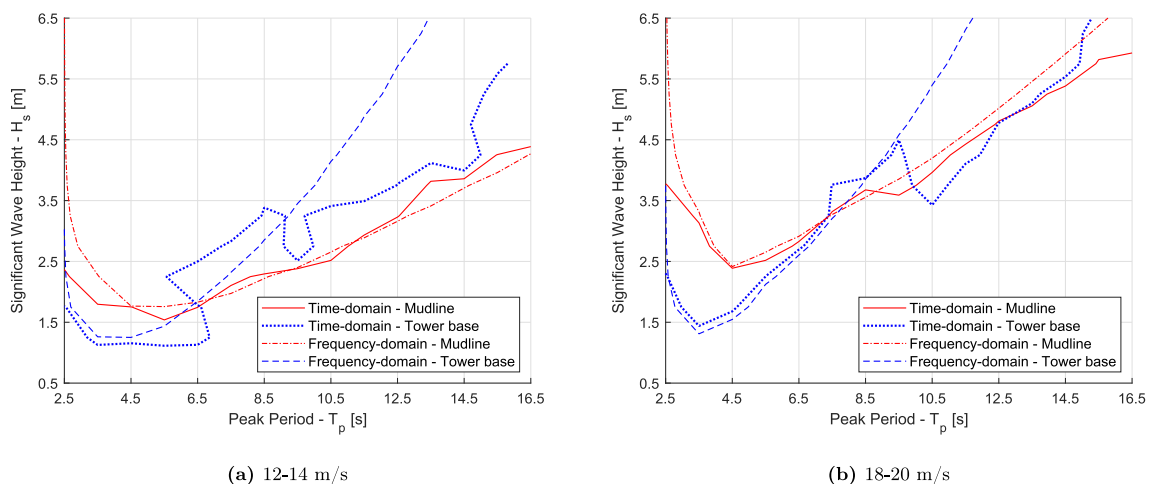 6.5
5.5
4.5
3.5
2.5
1.5
0.5
Significant Wave Height - H_s [m]
Time-domain - Mudline
Time-domain - Tower base
Frequency-domain - Mudline
Frequency-domain - Tower base
2.5 4.5 6.5 8.5 10.5 12.5 14.5 16.5
Peak Period - T_p [s]
(a) 12-14 m/s
6.5
5.5
4.5
3.5
2.5
1.5
0.5
Significant Wave Height - H_s [m]
Time-domain - Mudline
Time-domain - Tower base
Frequency-domain - Mudline
Frequency-domain - Tower base
2.5 4.5 6.5 8.5 10.5 12.5 14.5 16.5
Peak Period - T_p [s]
(b) 18-20 m/s